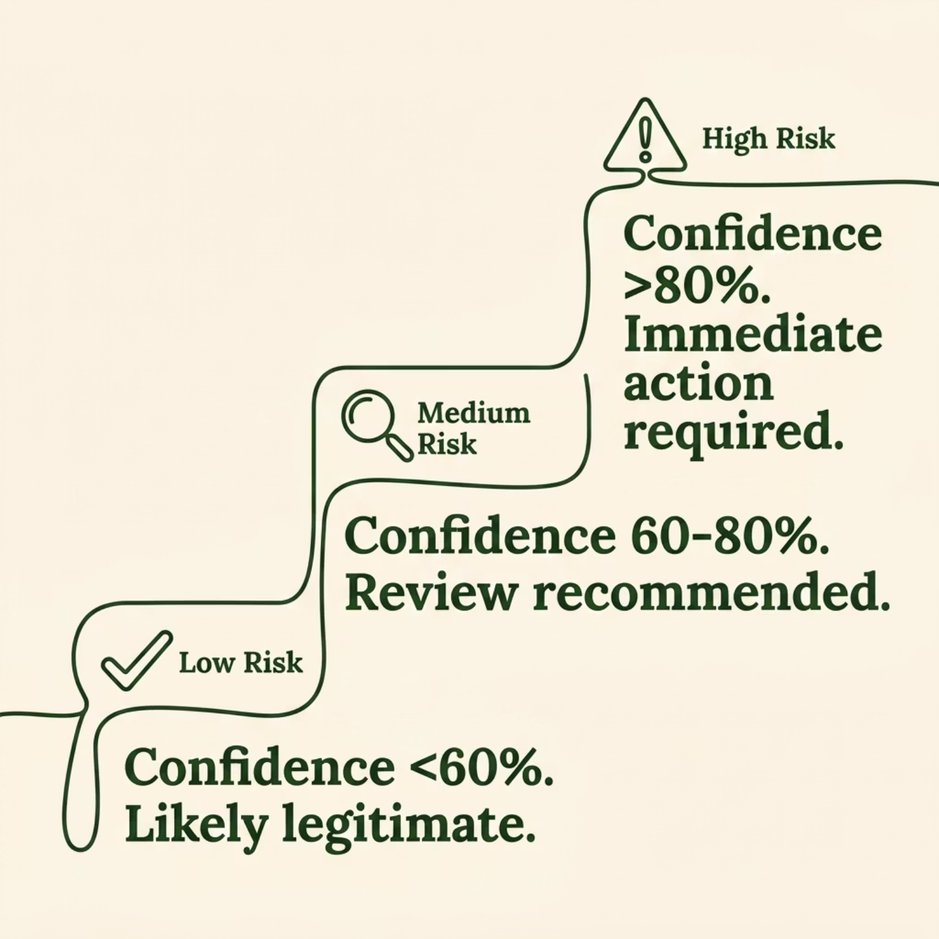 High Risk
Confidence
>80%.
Immediate
action
required.
Medium
Risk
Confidence 60-80%.
Review recommended.
Low Risk
Confidence <60%.
Likely legitimate.